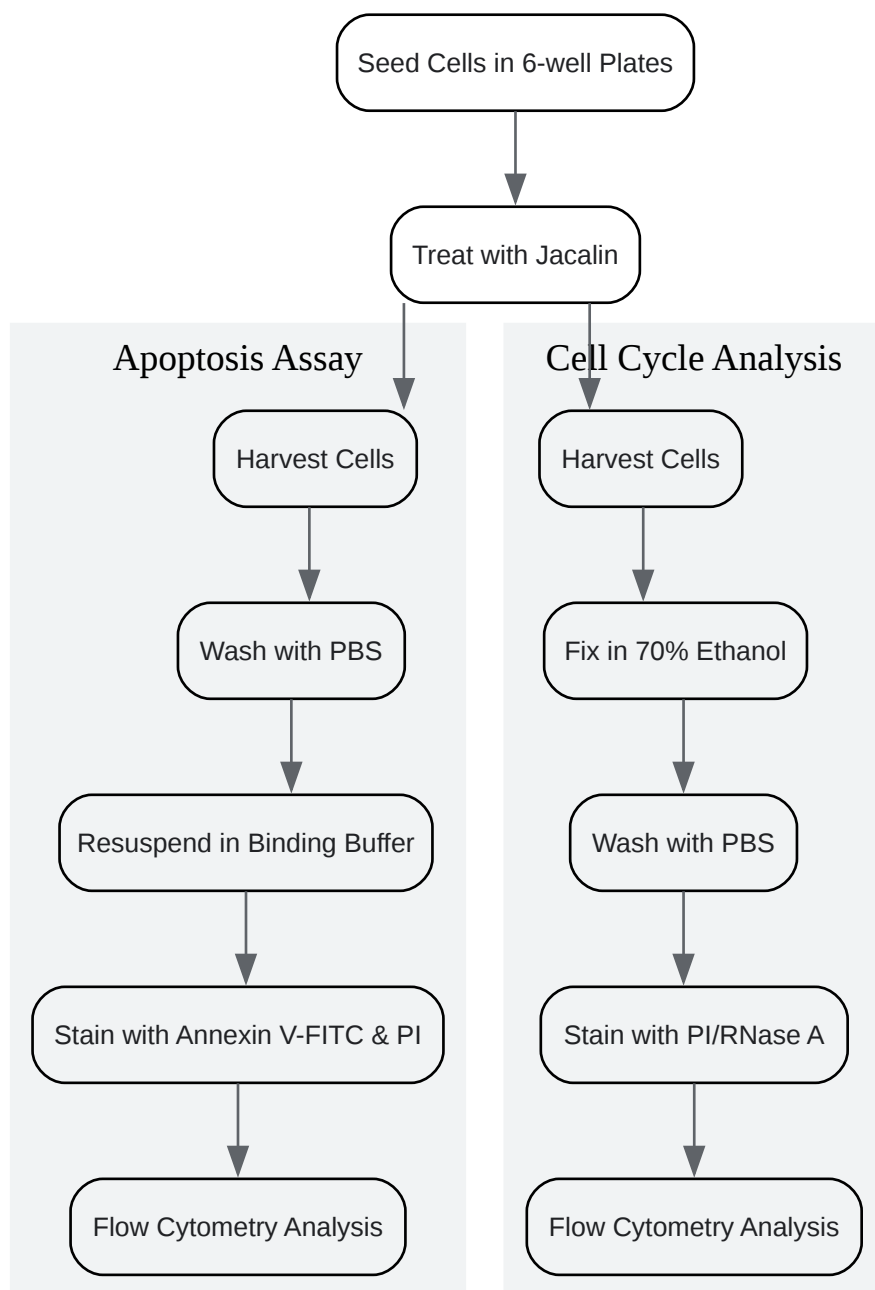 Seed Cells in 6-well Plates
Treat with Jacalin
Apoptosis Assay
Harvest Cells
Wash with PBS
Resuspend in Binding Buffer
Stain with Annexin V-FITC & PI
Flow Cytometry Analysis
Cell Cycle Analysis
Harvest Cells
Fix in 70% Ethanol
Wash with PBS
Stain with PI/RNase A
Flow Cytometry Analysis